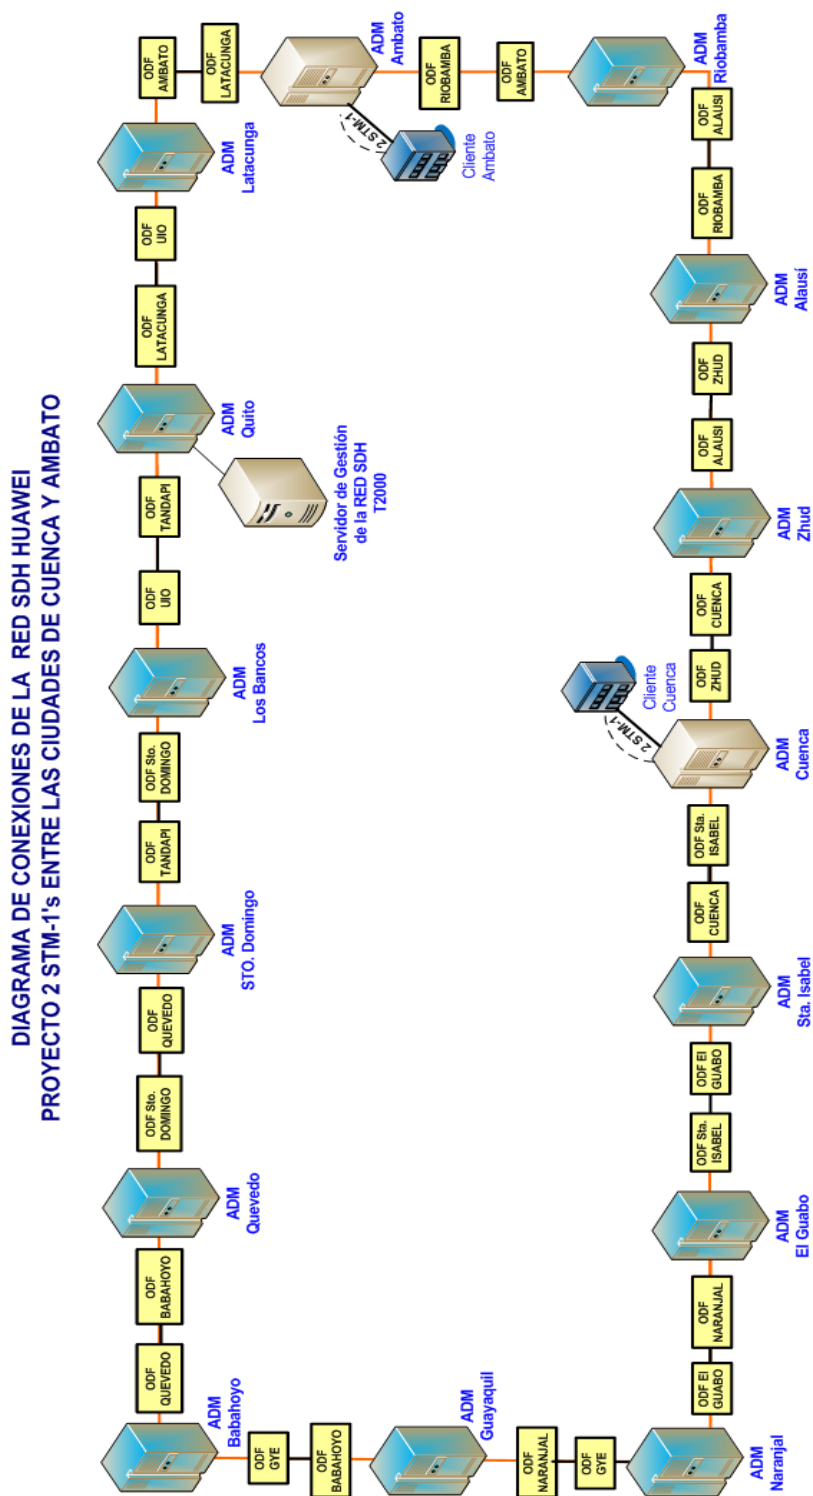 DIAGRAMA DE CONEXIONES DE LA RED SDH HUAWEI
PROYECTO 2 STM-1's ENTRE LAS CIUDADES DE CUENCA Y AMBATO
ODF
QUEVEDO
ODF
BABAHOYO
ODF Sto.
DOMINGO
ODF
QUEVEDO
ODF
TANDAPI
ODF Sto.
DOMINGO
ODF
UIO
ODF
TANDAPI
ODF
LATACUNGA
ODF
UIO
ODF
AMBATO
ADM
Babahoyo
ADM
Quevedo
ADM
STO. Domingo
ADM
Los Bancos
ADM
Quito
ADM
Latacunga
ODF
LATACUNGA
ODF
GYE
ODF
BABAHOYO
Servidor de Gestión
de la RED SDH
T2000
2 STM-1
ADM
Ambato
Cliente
Ambato
ADM
Guayaquil
ODF
RIOBAMBA
ODF
AMBATO
ODF
NARANJAL
ODF
GYE
2 STM-1
Cliente
Cuenca
ADM
Riobamba
ODF El
GUABO
ODF
NARANJAL
ODF Sta.
ISABEL
ODF El
GUABO
ODF
CUENCA
ODF Sta.
ISABEL
ODF
ZHUD
ODF
CUENCA
ODF
ALAUSI
ODF
ZHUD
ODF
RIOBAMBA
ODF
ALAUSI
ADM
Naranjal
ADM
El Guabo
ADM
Sta. Isabel
ADM
Cuenca
ADM
Zhud
ADM
Alausí